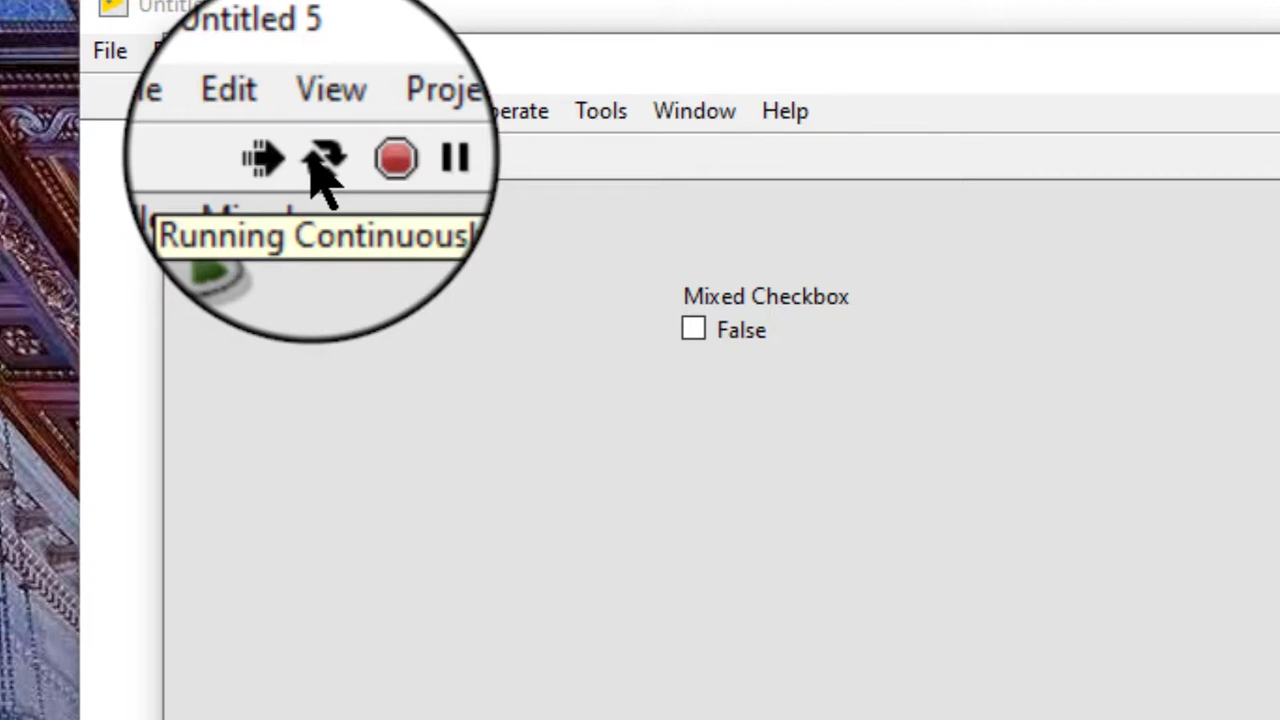 Untitled 5
File
Edit View Proje
erate Tools Window Help
Running Continuousl
Mixed Checkbox
False